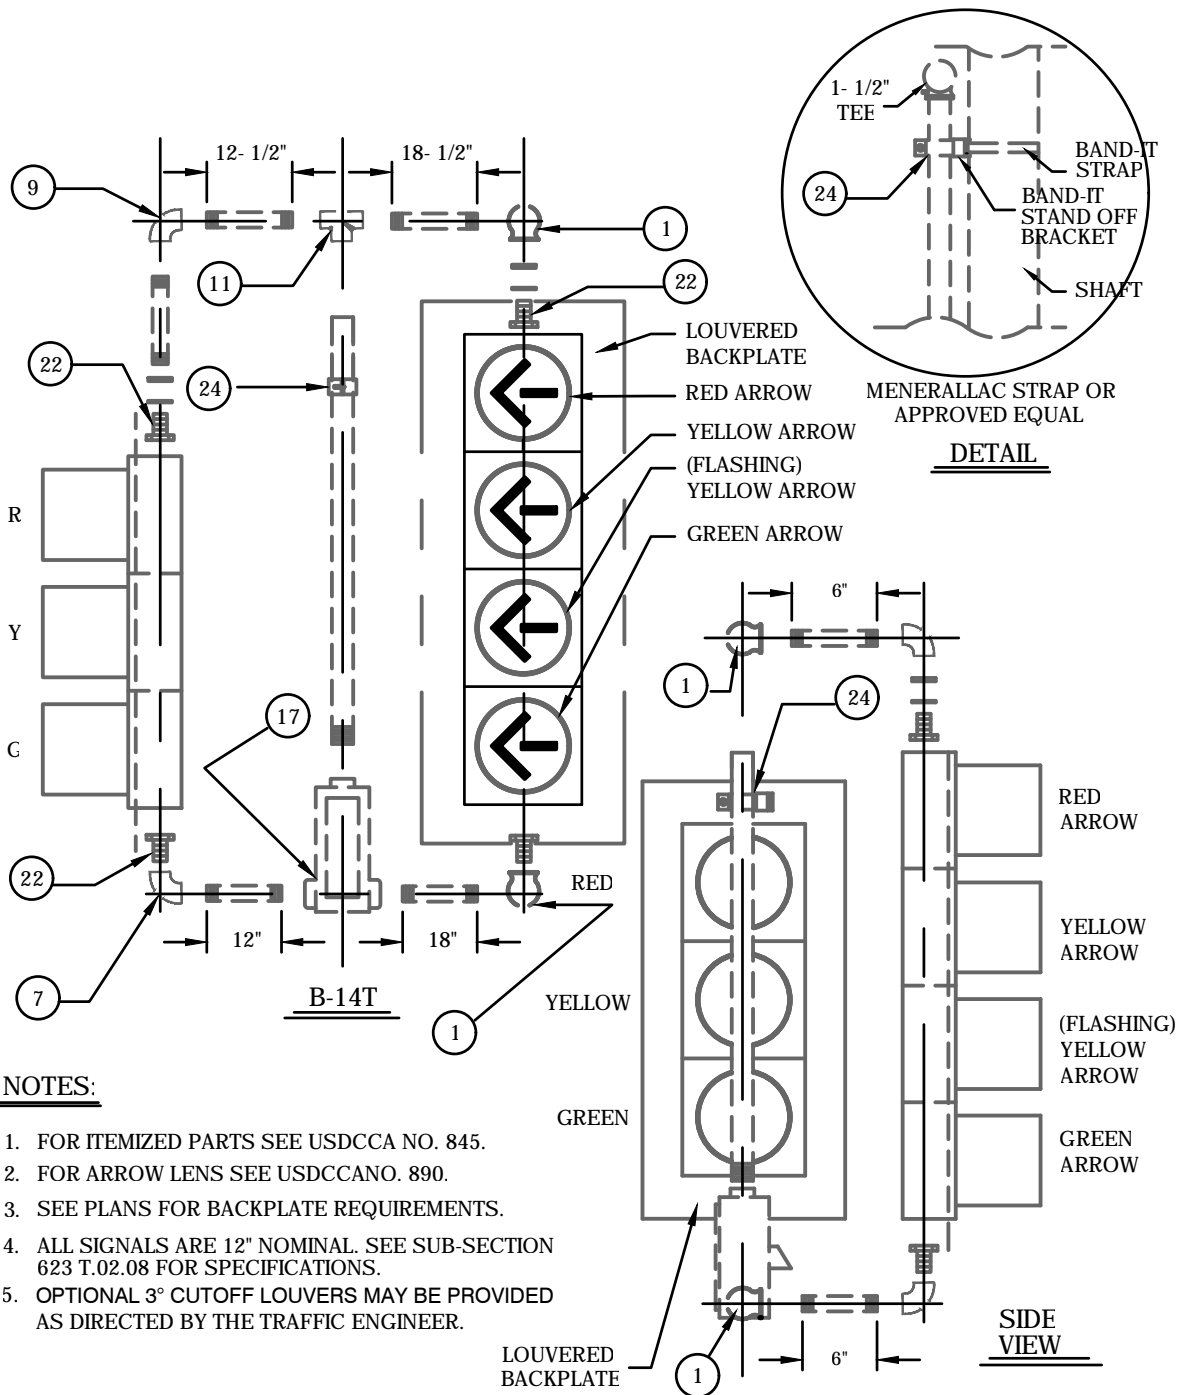 1- 1/2"
TEE
BAND-IT
STRAP
24
BAND-IT
STAND OFF
BRACKET
SHAFT
MENERALLAC STRAP OR
APPROVED EQUAL
DETAIL
12- 1/2"
18- 1/2"
9
1
11
22
LOUVERED
BACKPLATE
22
24
RED ARROW
YELLOW ARROW
(FLASHING)
YELLOW ARROW
GREEN ARROW
R
Y
G
17
22
RED
12"
18"
7
B-14T
1
6"
1
24
RED
ARROW
YELLOW
ARROW
YELLOW
(FLASHING)
YELLOW
ARROW
GREEN
GREEN
ARROW
1
6"
LOUVERED
BACKPLATE
SIDE
VIEW
NOTES:
1. FOR ITEMIZED PARTS SEE USDCCA NO. 845.
2. FOR ARROW LENS SEE USDCCANO. 890.
3. SEE PLANS FOR BACKPLATE REQUIREMENTS.
4. ALL SIGNALS ARE 12" NOMINAL. SEE SUB-SECTION
623 T.02.08 FOR SPECIFICATIONS.
5. OPTIONAL 3° CUTOFF LOUVERS MAY BE PROVIDED
AS DIRECTED BY THE TRAFFIC ENGINEER.